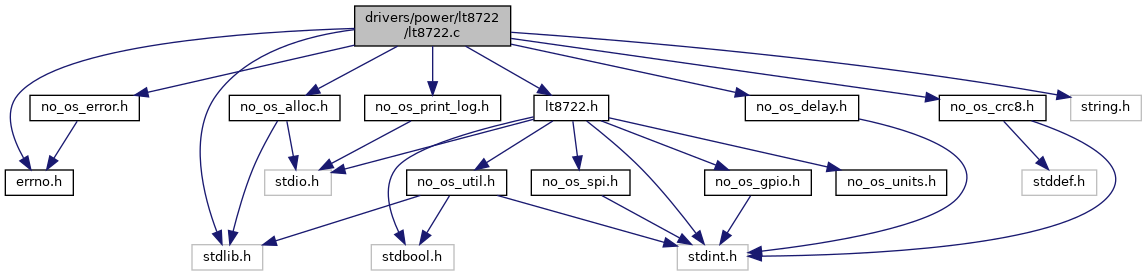 drivers/power/lt8722
/lt8722.c
no_os_error.h
no_os_alloc.h
no_os_print_log.h
lt8722.h
no_os_delay.h
no_os_crc8.h
string.h
errno.h
stdio.h
no_os_util.h
no_os_spi.h
no_os_gpio.h
no_os_units.h
stddef.h
stdlib.h
stdbool.h
stdint.h